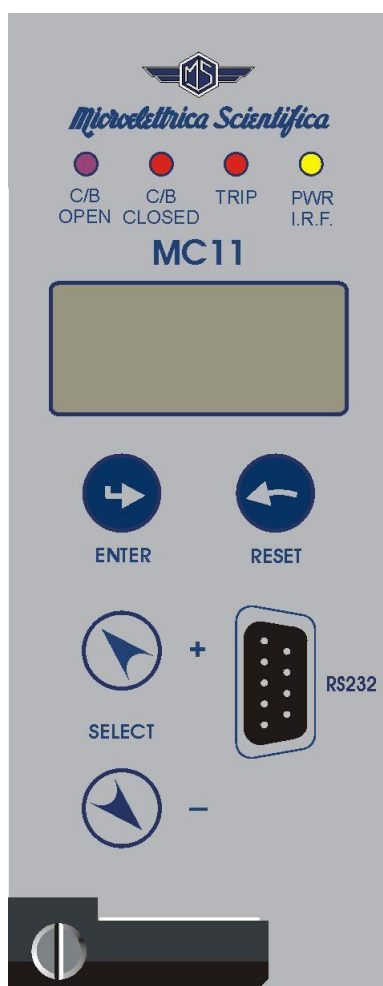 MS
Microelettrica Scientifica
C/B OPEN
C/B CLOSED
TRIP
PWR I.R.F.
MC11
ENTER
RESET
+
RS232
SELECT
−